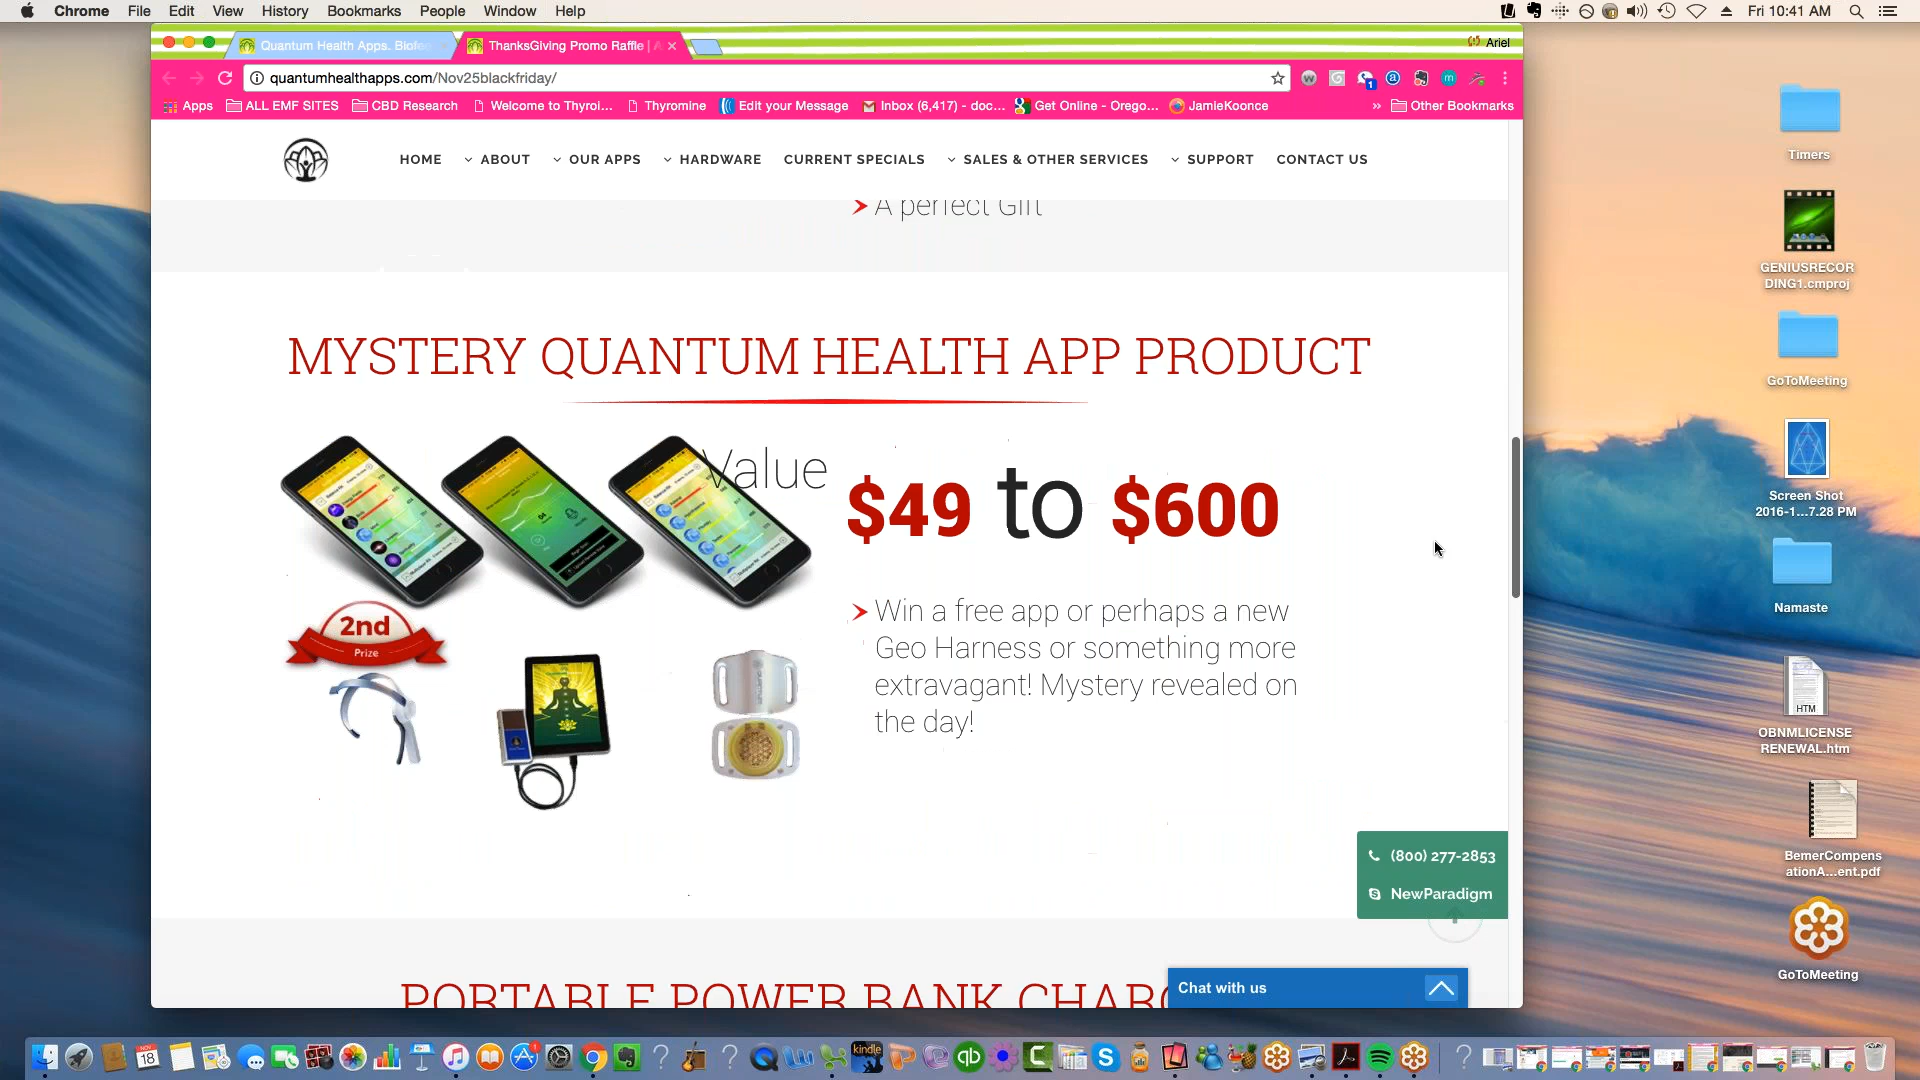 Chrome File Edit View History Bookmarks People Window Help
Fri 10:41 AM
Quantum Health Apps. Biofee
ThanksGiving Promo Raffle |
Ariel
quantumhealthapps.com/Nov25blackfriday/
Apps ALL EMF SITES CBD Research Welcome to Thyroi... Thyromine Edit your Message Inbox (6,417) - doc... Get Online - Orego... JamieKoonce » Other Bookmarks
HOME ABOUT OUR APPS HARDWARE CURRENT SPECIALS SALES & OTHER SERVICES SUPPORT CONTACT US
A perfect Gift
MYSTERY QUANTUM HEALTH APP PRODUCT
Value
$49 to $600
2nd
Prize
Win a free app or perhaps a new
Geo Harness or something more
extravagant! Mystery revealed on
the day!
(800) 277-2853
NewParadigm
PORTABLE POWER BANK
Chat with us
Timers
GENIUSRECOR
DING1.cmproj
GoToMeeting
Screen Shot
2016-1...7.28 PM
Namaste
HTM
OBNMLICENSE
RENEWAL.htm
BemerCompens
ationA...ent.pdf
GoToMeeting
NOV
18
kindle